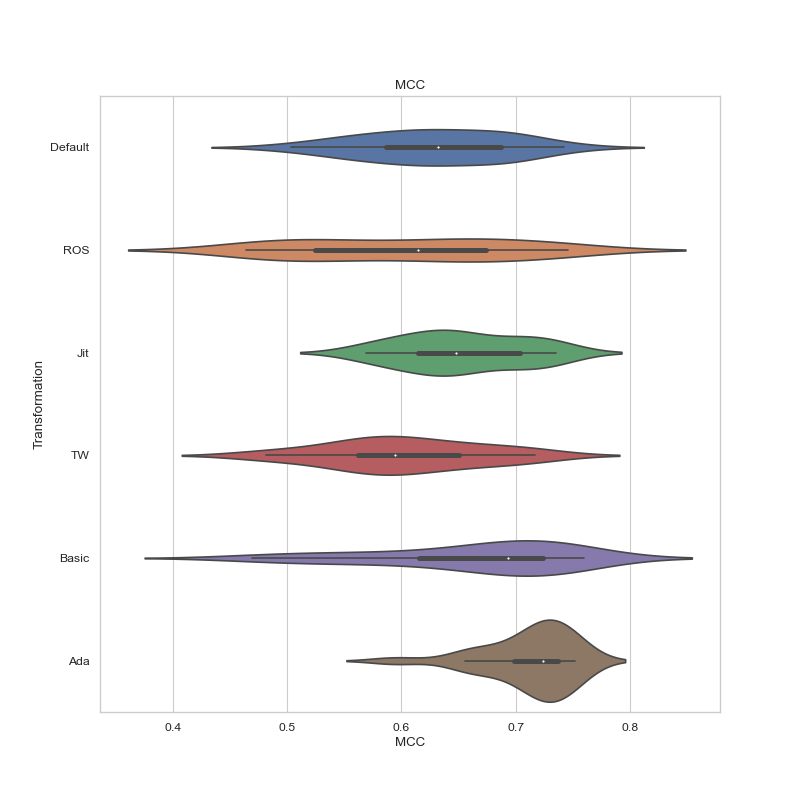 MCC
Default
ROS
Jit
TW
Basic
Ada
Transformation
0.4 0.5 0.6 0.7 0.8
MCC